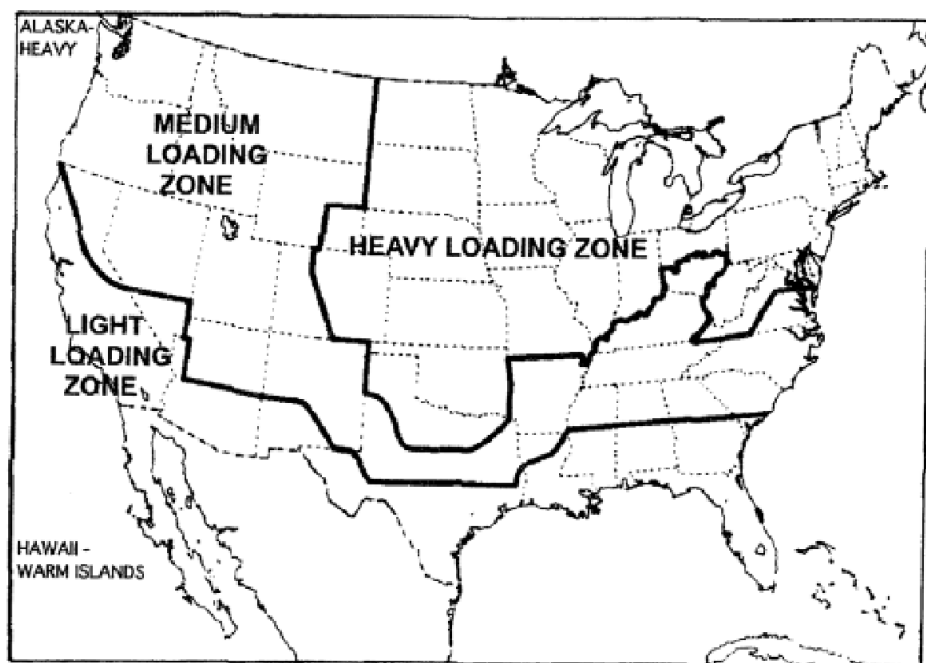 ALASKA-
HEAVY
MEDIUM
LOADING
ZONE
HEAVY LOADING ZONE
LIGHT
LOADING
ZONE
HAWAII -
WARM ISLANDS